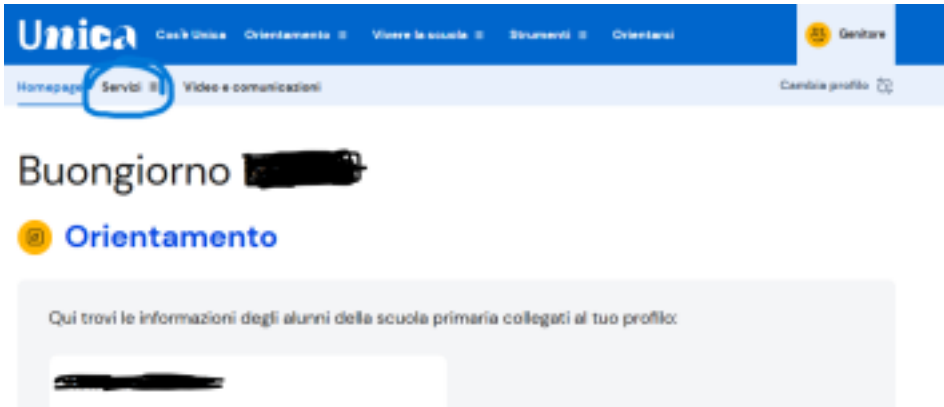 Unica Cos'è Unica Orientamento Vivere la scuola Strumenti Orientarsi Genitore
Homepage Servizi Video e comunicazioni Cambia profilo
Buongiorno
Orientamento
Qui trovi le informazioni degli alunni della scuola primaria collegati al tuo profilo: